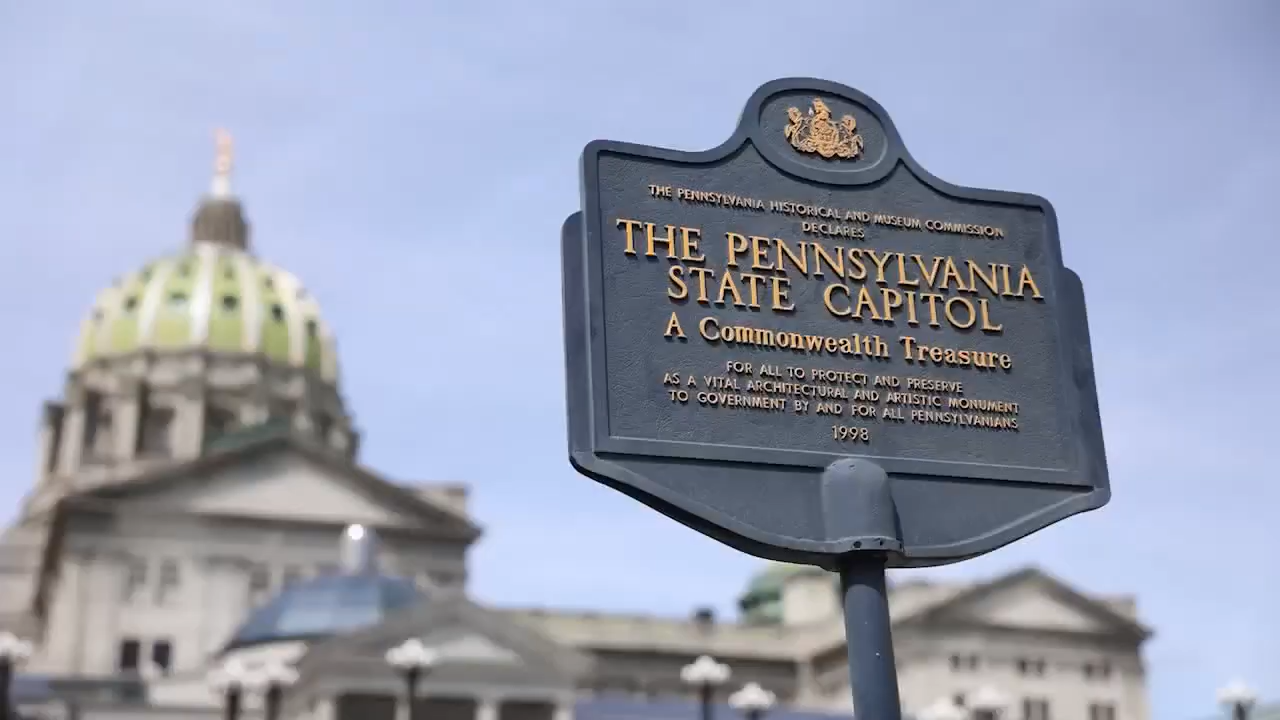 THE PENNSYLVANIA HISTORICAL AND MUSEUM COMMISSION
DECLARES
THE PENNSYLVANIA
STATE CAPITOL
A Commonwealth Treasure
FOR ALL TO PROTECT AND PRESERVE
AS A VITAL ARCHITECTURAL AND ARTISTIC MONUMENT
TO GOVERNMENT BY AND FOR ALL PENNSYLVANIANS
1998